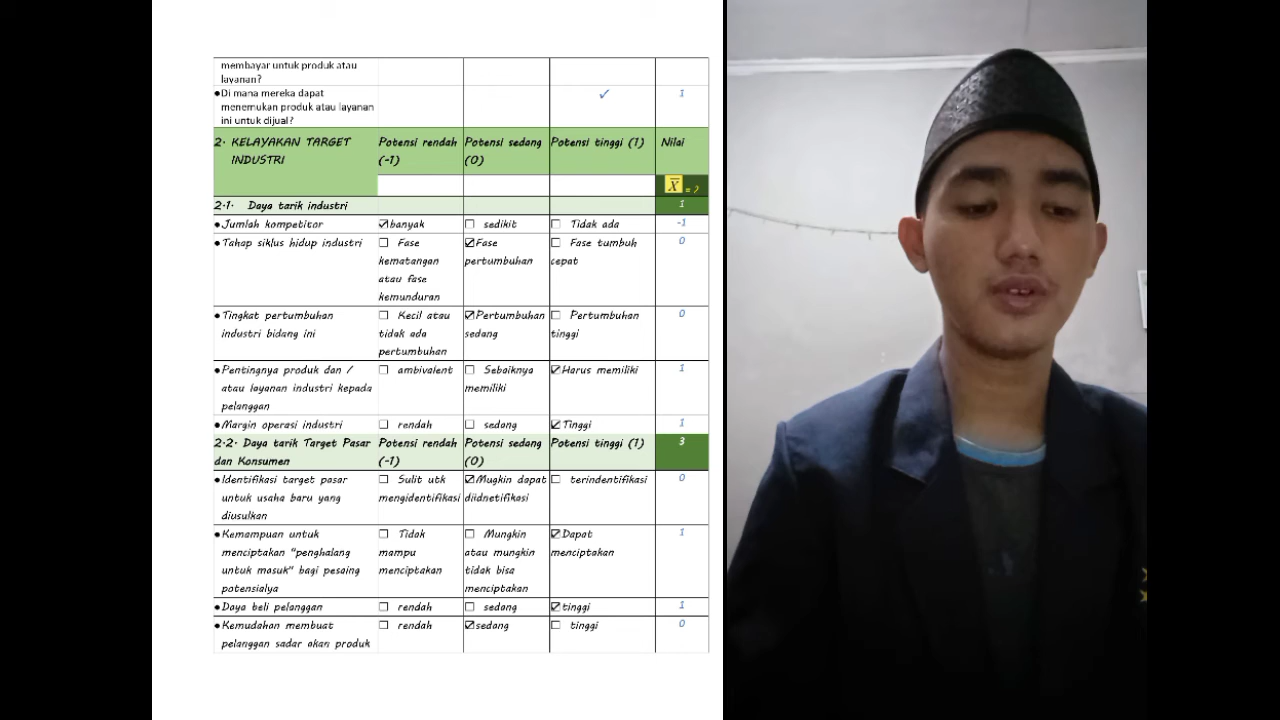 membayar untuk produk atau
layanan?
●Di mana mereka dapat ✓ 1
menemukan produk atau layanan
ini untuk dijual?
2. KELAYAKAN TARGET Potensi rendah Potensi sedang Potensi tinggi (1) Nilai
INDUSTRI (-1) (0)
X̅ = ?
2.1. Daya tarik industri 1
●Jumlah kompetitor ☑banyak ☐ sedikit ☐ Tidak ada -1
●Tahap siklus hidup industri ☐ Fase ☑Fase ☐ Fase tumbuh 0
kematangan pertumbuhan cepat
atau fase
kemunduran
●Tingkat pertumbuhan ☐ Kecil atau ☑Pertumbuhan ☐ Pertumbuhan 0
industri bidang ini tidak ada sedang tinggi
pertumbuhan
●Pentingnya produk dan / ☐ ambivalent ☐ Sebaiknya ☑Harus memiliki 1
atau layanan industri kepada memiliki
pelanggan
●Margin operasi industri ☐ rendah ☐ sedang ☑Tinggi 1
2.2. Daya tarik Target Pasar Potensi rendah Potensi sedang Potensi tinggi (1) 3
dan Konsumen (-1) (0)
●Identifikasi target pasar ☐ Sulit utk ☑Mugkin dapat ☐ terindentifikasi 0
untuk usaha baru yang mengidentifikasi diidnetifikasi
diusulkan
●Kemampuan untuk ☐ Tidak ☐ Mungkin ☑Dapat 1
menciptakan "penghalang mampu atau mungkin menciptakan
untuk masuk" bagi pesaing menciptakan tidak bisa
potensialya menciptakan
●Daya beli pelanggan ☐ rendah ☐ sedang ☑tinggi 1
●Kemudahan membuat ☐ rendah ☑sedang ☐ tinggi 0
pelanggan sadar akan produk